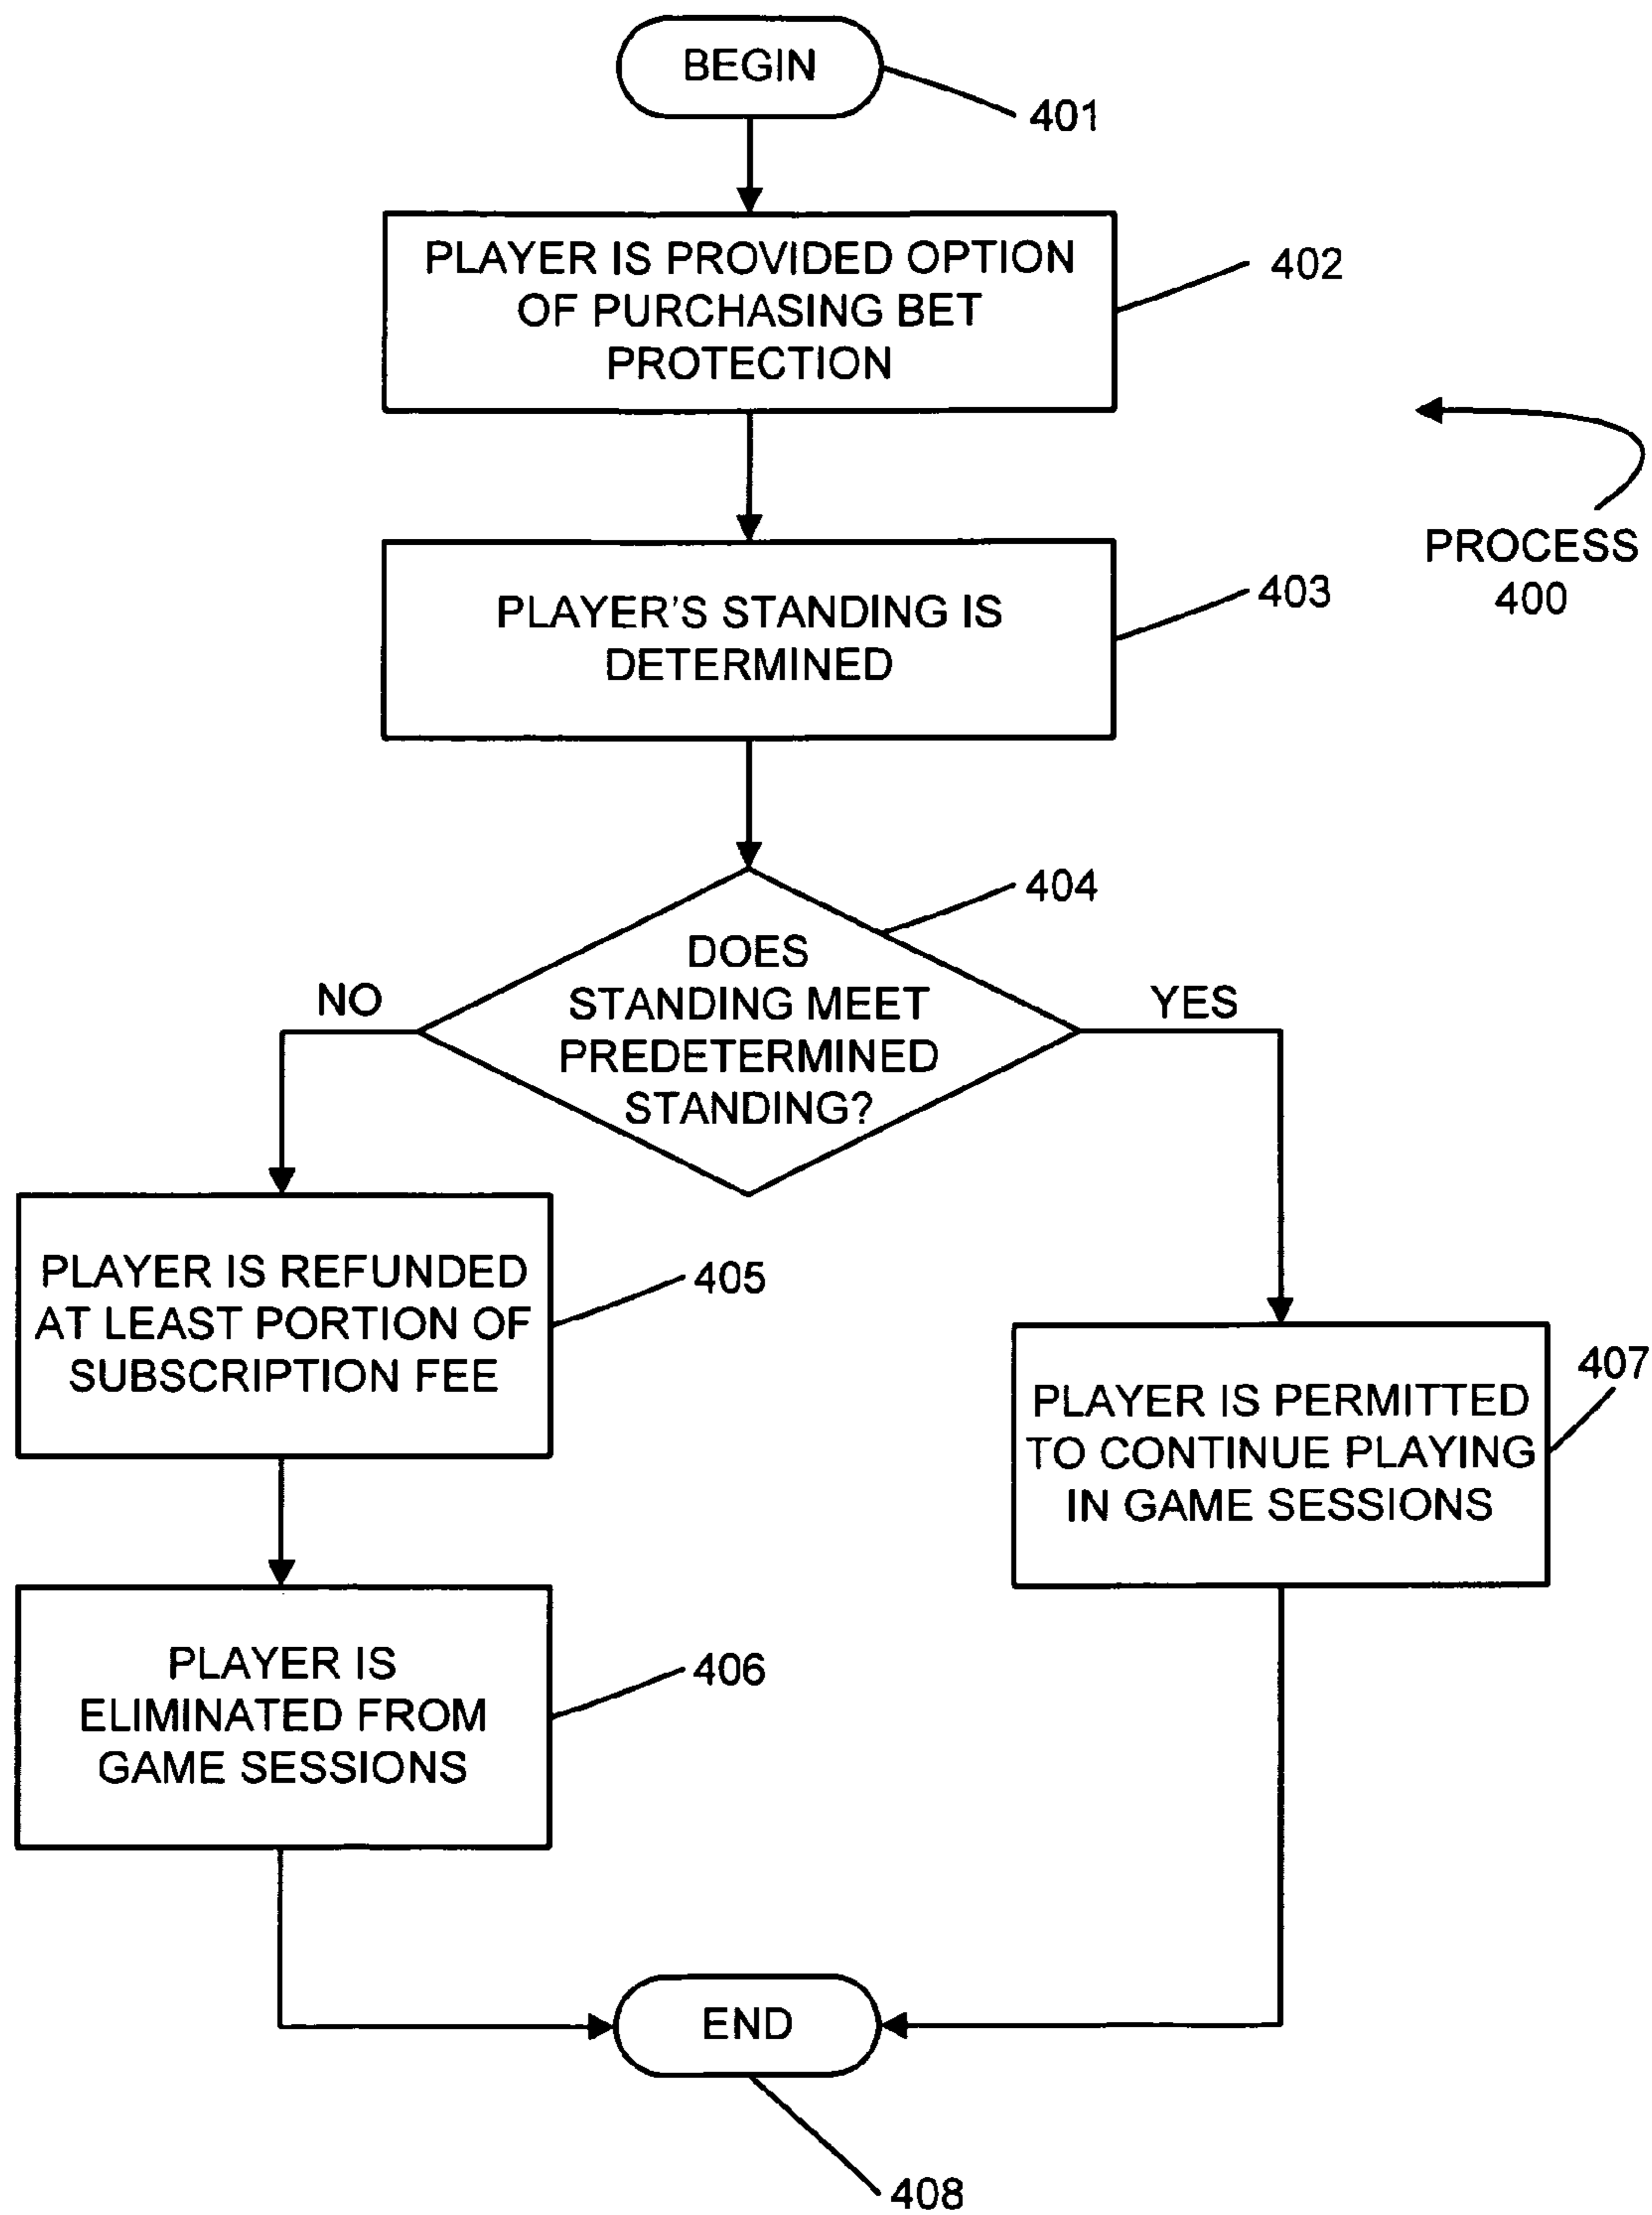 BEGIN
401
PLAYER IS PROVIDED OPTION
OF PURCHASING BET
PROTECTION
402
PROCESS
400
PLAYER'S STANDING IS
DETERMINED
403
404
DOES
STANDING MEET
PREDETERMINED
STANDING?
NO
YES
PLAYER IS REFUNDED
AT LEAST PORTION OF
SUBSCRIPTION FEE
405
PLAYER IS PERMITTED
TO CONTINUE PLAYING
IN GAME SESSIONS
407
PLAYER IS
ELIMINATED FROM
GAME SESSIONS
406
END
408